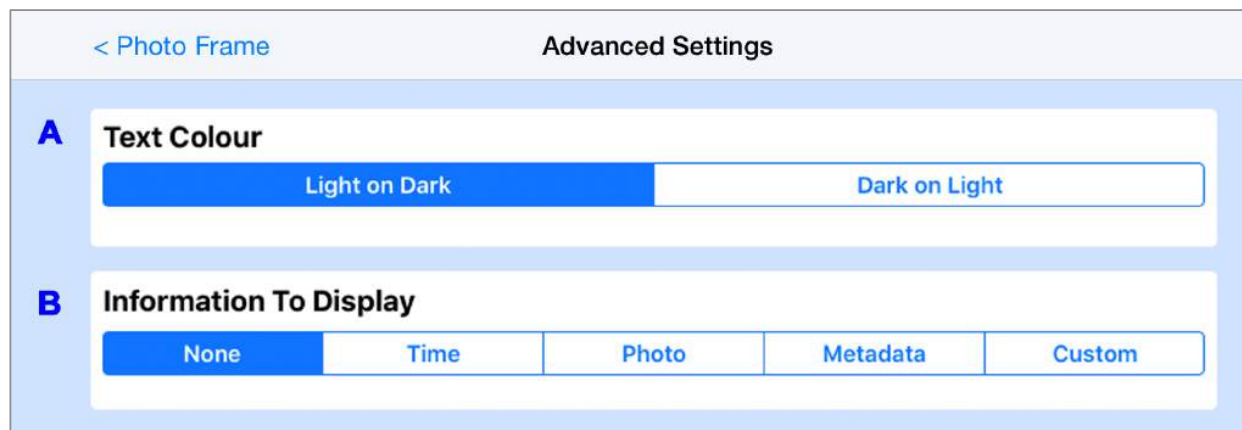 < Photo Frame Advanced Settings
A Text Colour
Light on Dark Dark on Light
B Information To Display
None Time Photo Metadata Custom